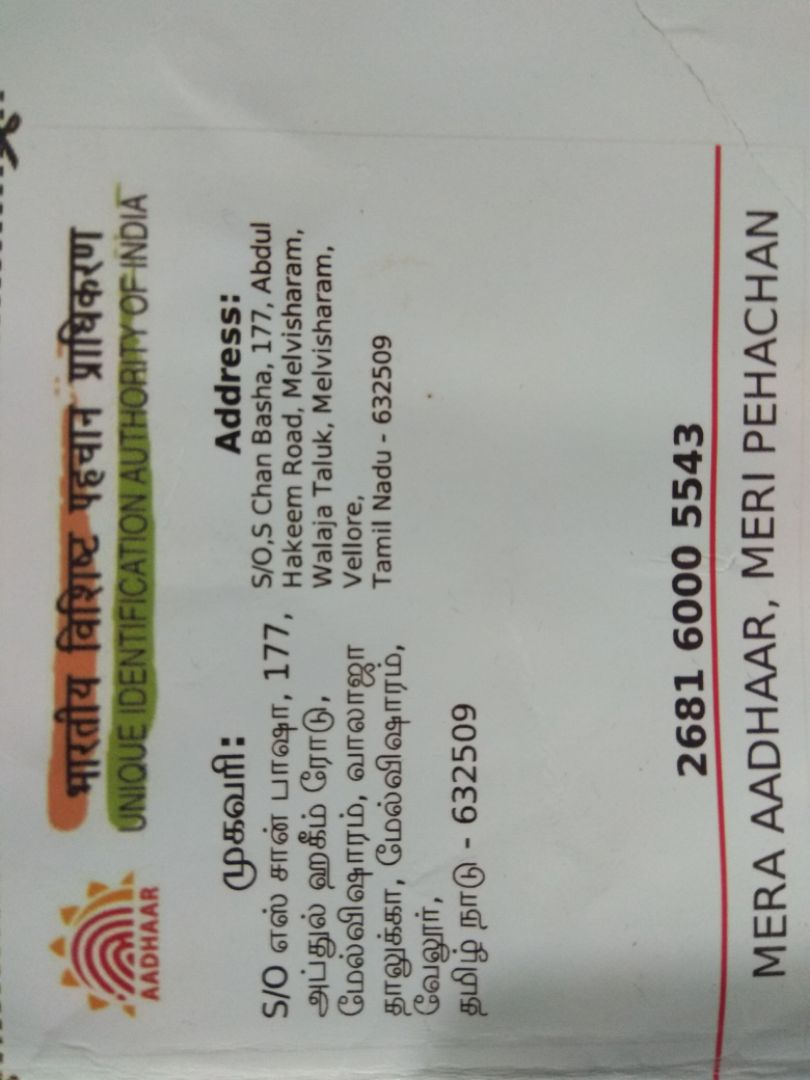 भारतीय विशिष्ट पहचान प्राधिकरण
UNIQUE IDENTIFICATION AUTHORITY OF INDIA
AADHAAR
முகவரி:
S/O எஸ் சான் பாஷா, 177,
அப்துல் ஹகீம் ரோடு,
மேல்விஷாரம், வாலாஜா
தாலுக்கா, மேல்விஷாரம்,
வேலூர்,
தமிழ் நாடு - 632509
Address:
S/O,S Chan Basha, 177, Abdul
Hakeem Road, Melvisharam,
Walaja Taluk, Melvisharam,
Vellore,
Tamil Nadu - 632509
2681 6000 5543
MERA AADHAAR, MERI PEHACHAN